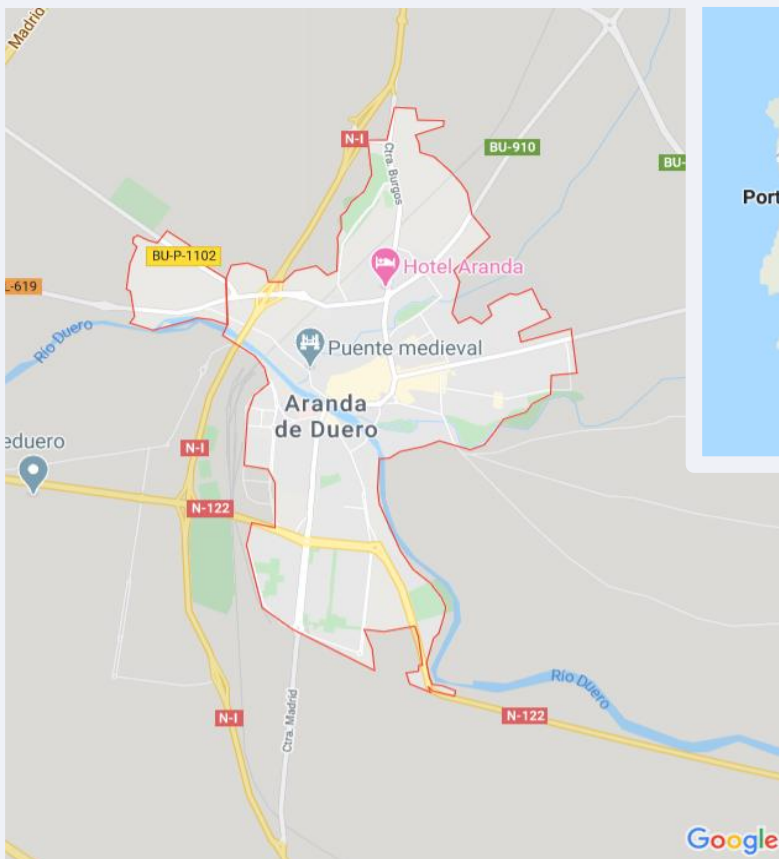 Madrid
N-I
Ctra. Burgos
BU-910
BU-
Port
BU-P-1102
Hotel Aranda
L-619
Río Duero
Puente medieval
Aranda
de Duero
eduero
N-I
N-122
Río Duero
N-I
Ctra. Madrid
N-122
Google